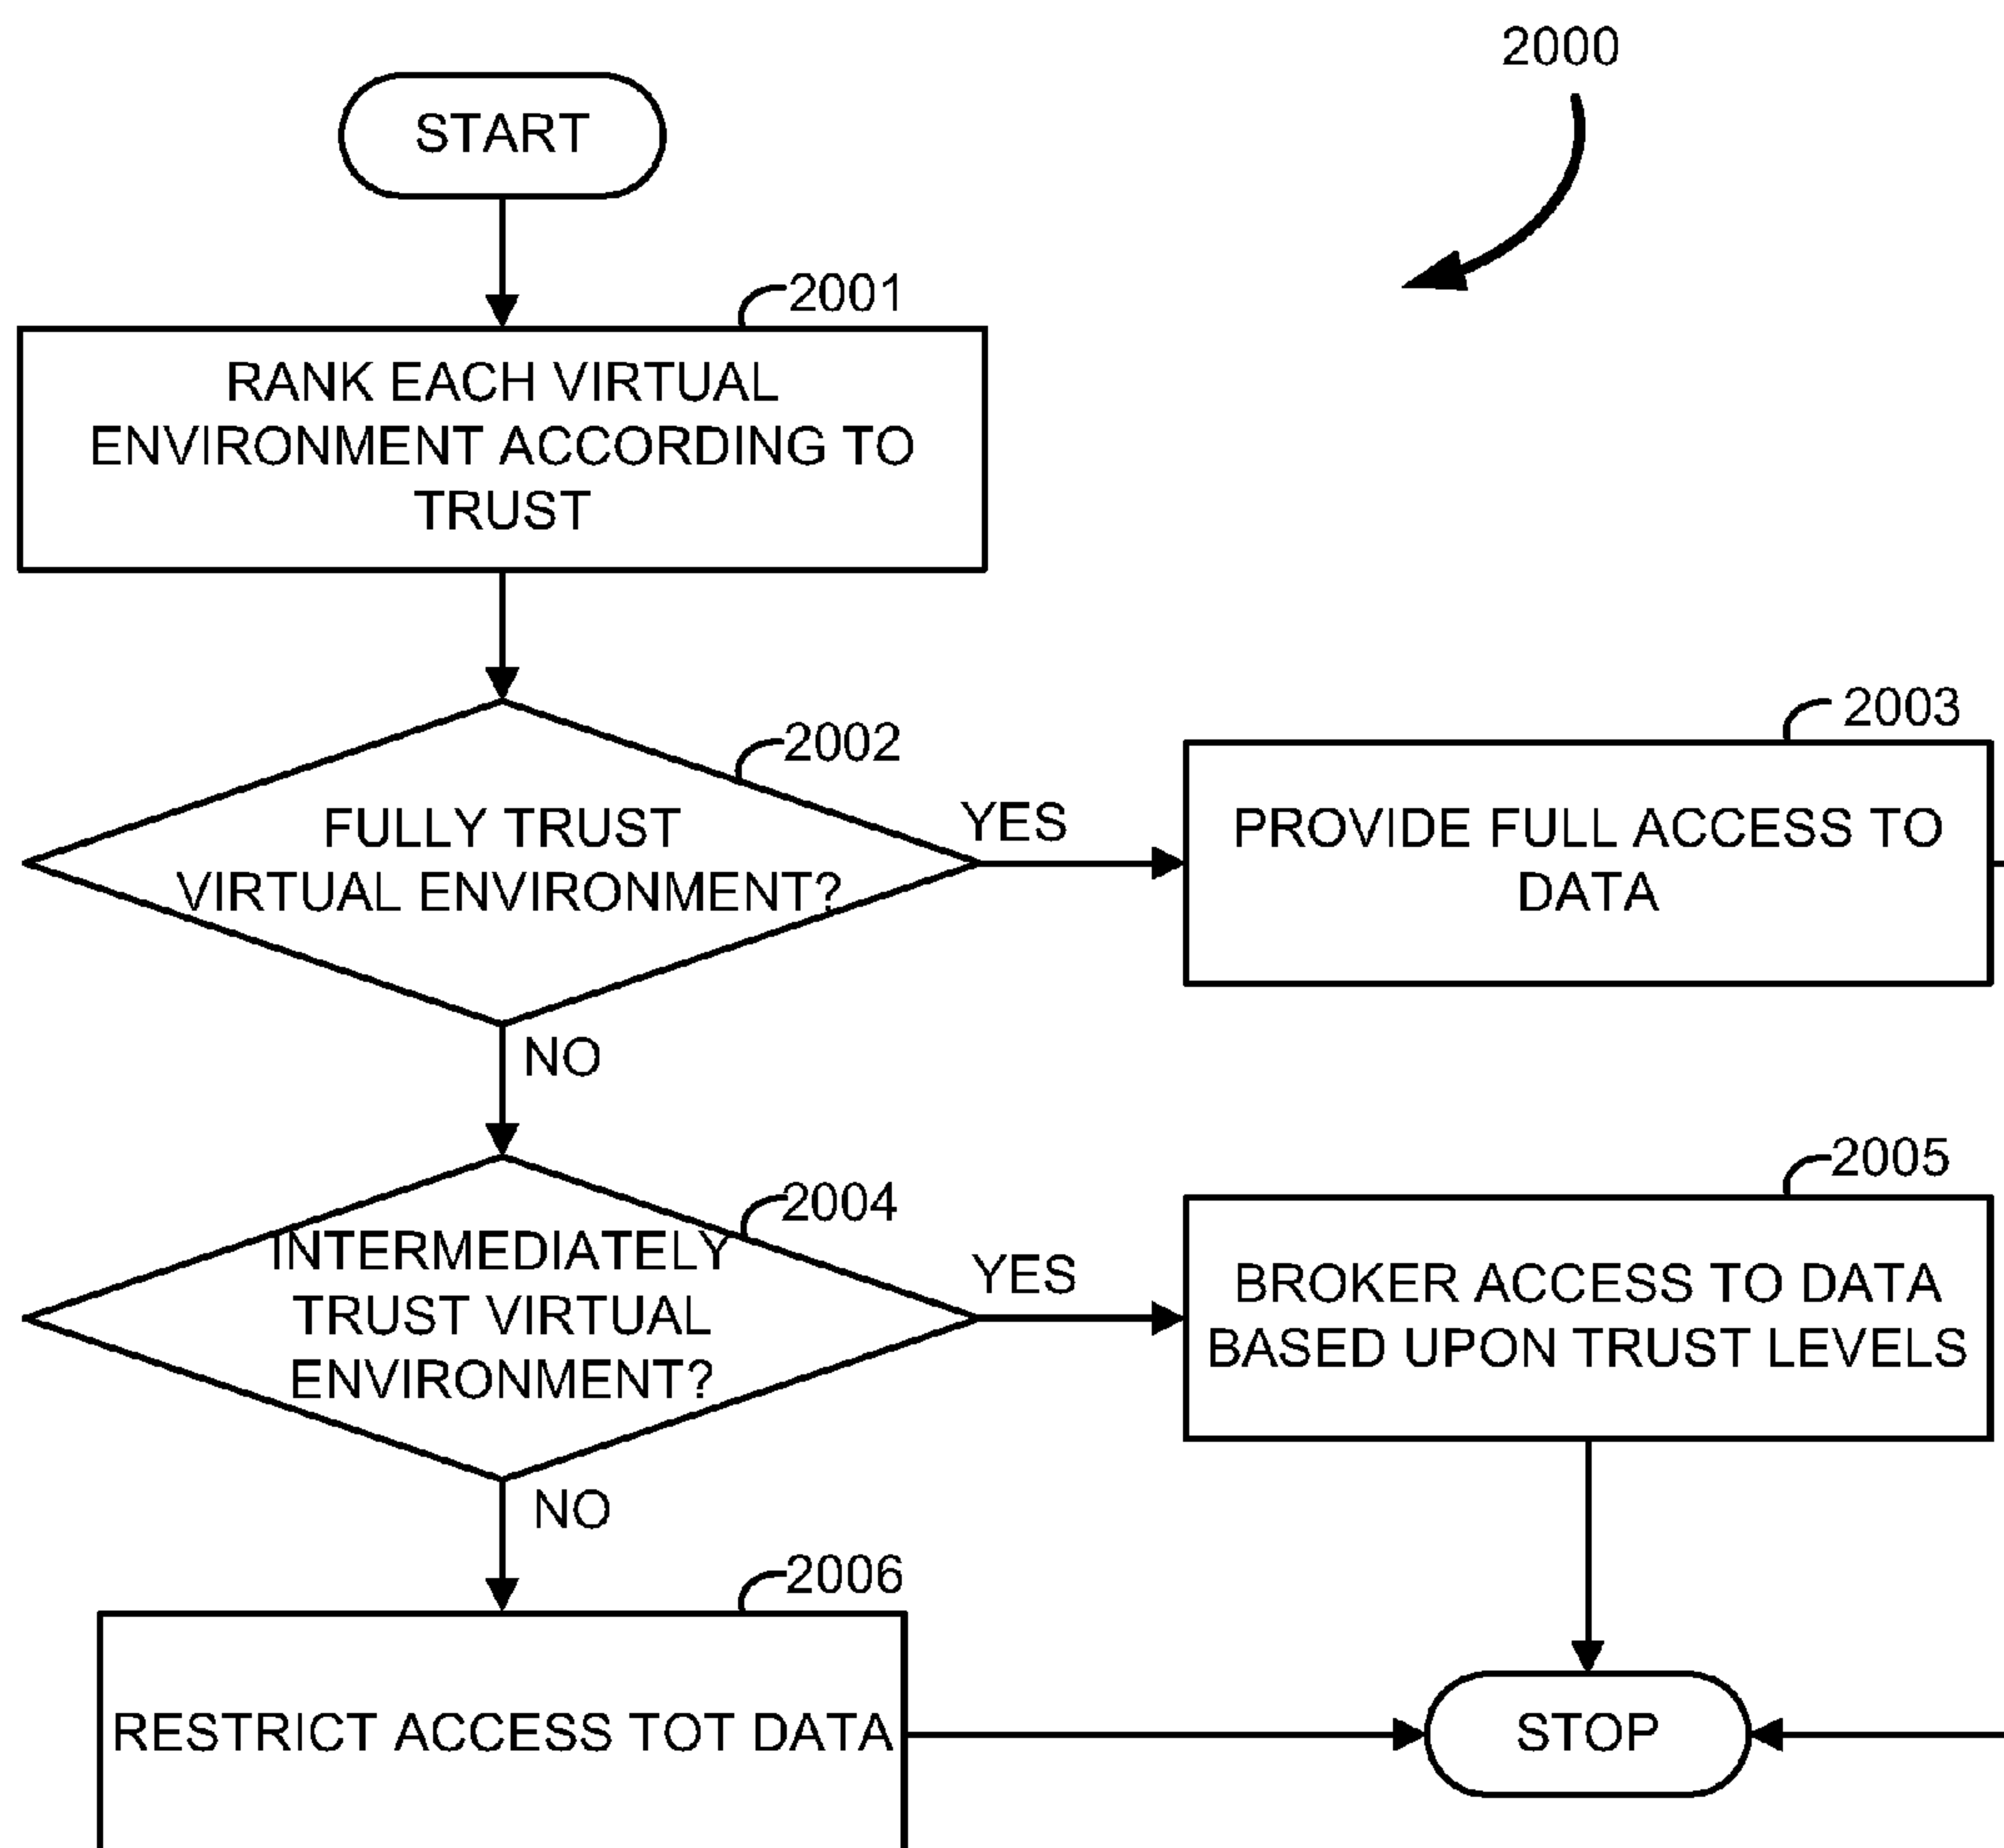 2000
START
2001
RANK EACH VIRTUAL
ENVIRONMENT ACCORDING TO
TRUST
2002
FULLY TRUST
VIRTUAL ENVIRONMENT?
YES
2003
PROVIDE FULL ACCESS TO
DATA
NO
2004
INTERMEDIATELY
TRUST VIRTUAL
ENVIRONMENT?
YES
2005
BROKER ACCESS TO DATA
BASED UPON TRUST LEVELS
NO
2006
RESTRICT ACCESS TOT DATA
STOP